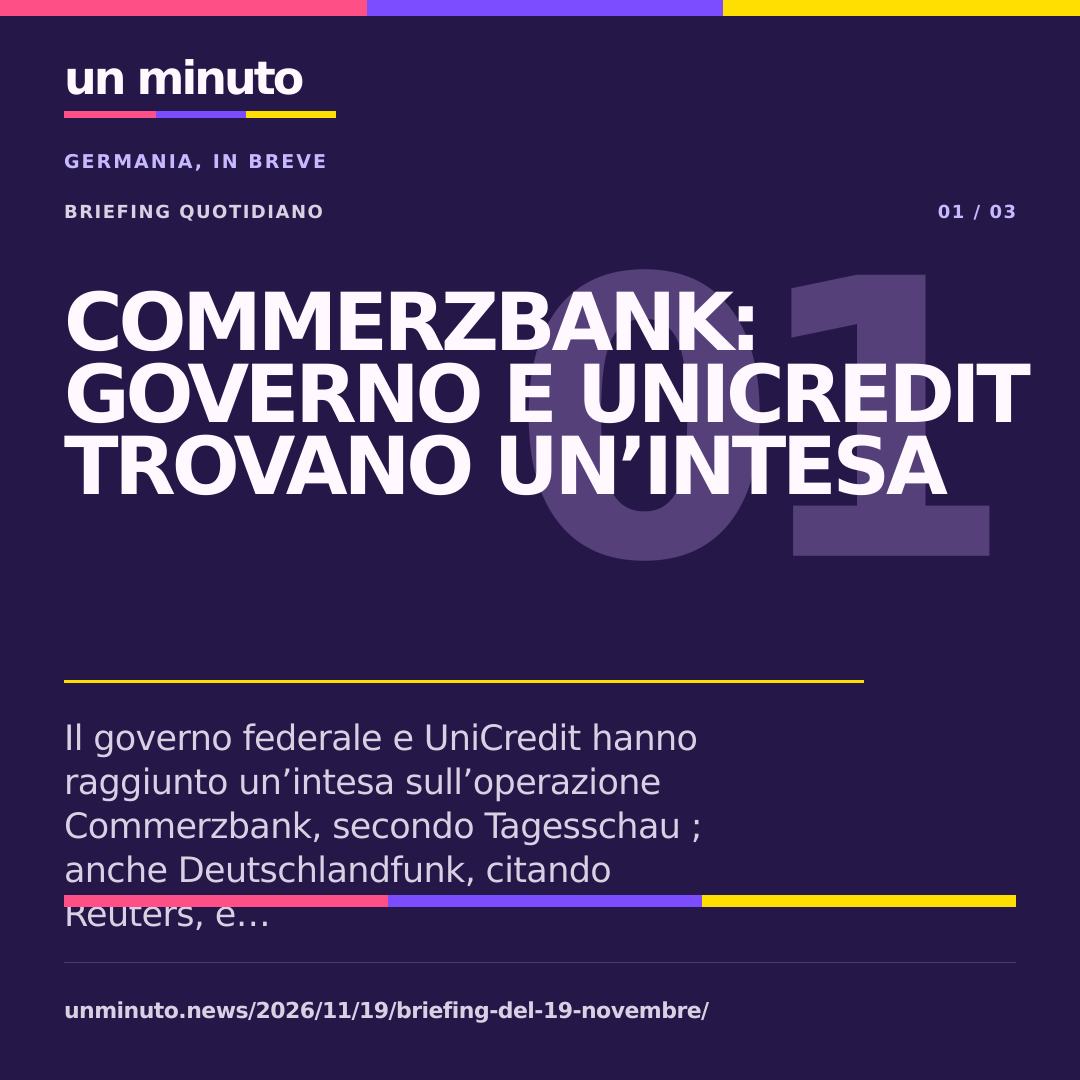 un minuto
GERMANIA, IN BREVE
BRIEFING QUOTIDIANO
01 / 03
01
COMMERZBANK:
GOVERNO E UNICREDIT
TROVANO UN’INTESA
Il governo federale e UniCredit hanno
raggiunto un’intesa sull’operazione
Commerzbank, secondo Tagesschau ;
anche Deutschlandfunk, citando
Reuters, e…
unminuto.news/2026/11/19/briefing-del-19-novembre/